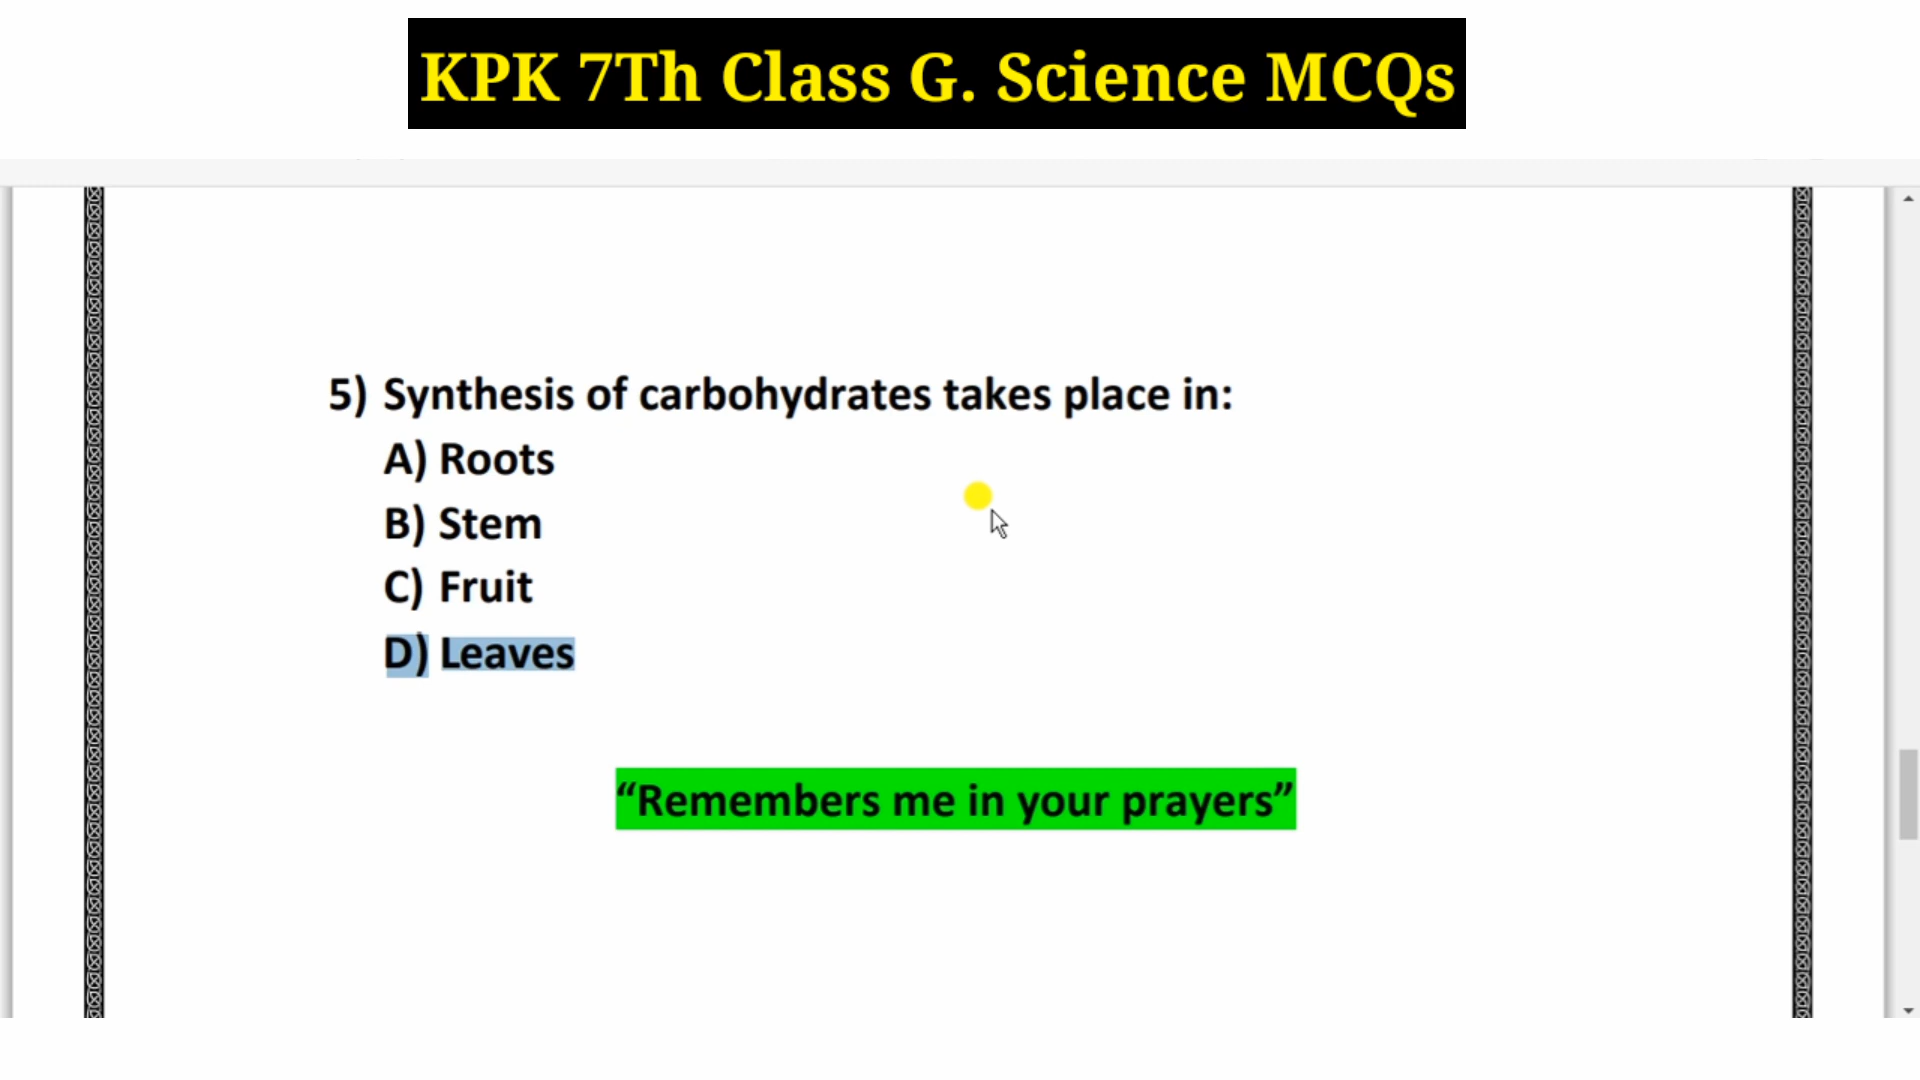 KPK 7Th Class G. Science MCQs
5) Synthesis of carbohydrates takes place in:
A) Roots
B) Stem
C) Fruit
D) Leaves
“Remembers me in your prayers”